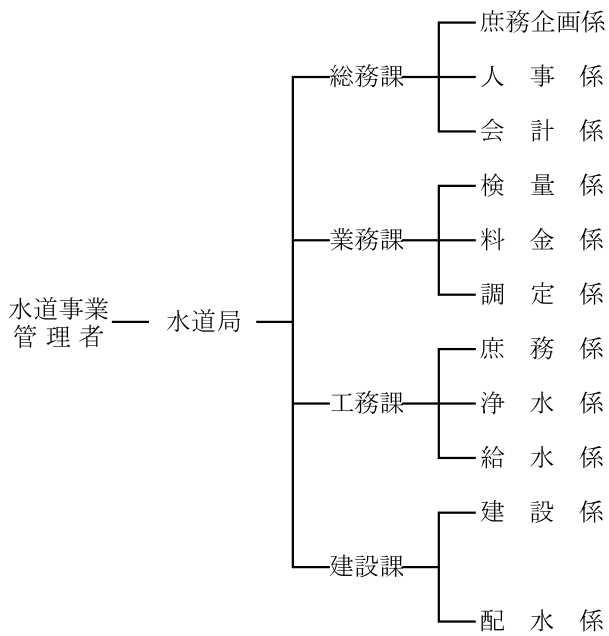 水道事業
管理者
水道局
総務課
庶務企画係
人事係
会計係
業務課
検量係
料金係
調定係
工務課
庶務係
浄水係
給水係
建設課
建設係
配水係